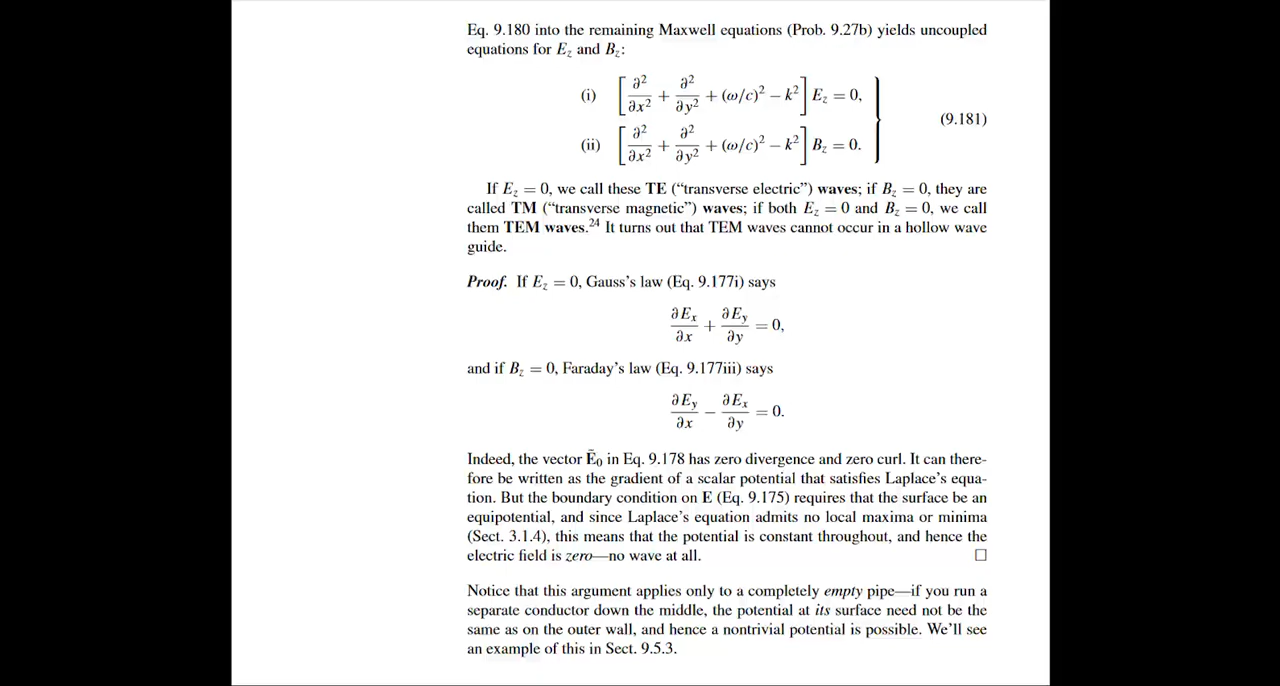 Eq. 9.180 into the remaining Maxwell equations (Prob. 9.27b) yields uncoupled
equations for E_z and B_z:
(i) [∂²/∂x² + ∂²/∂y² + (ω/c)² − k²] E_z = 0,
(ii) [∂²/∂x² + ∂²/∂y² + (ω/c)² − k²] B_z = 0.
(9.181)
If E_z = 0, we call these TE (“transverse electric”) waves; if B_z = 0, they are
called TM (“transverse magnetic”) waves; if both E_z = 0 and B_z = 0, we call
them TEM waves.²⁴ It turns out that TEM waves cannot occur in a hollow wave
guide.
Proof. If E_z = 0, Gauss’s law (Eq. 9.177i) says
∂E_x/∂x + ∂E_y/∂y = 0,
and if B_z = 0, Faraday’s law (Eq. 9.177iii) says
∂E_y/∂x − ∂E_x/∂y = 0.
Indeed, the vector Ẽ₀ in Eq. 9.178 has zero divergence and zero curl. It can there-
fore be written as the gradient of a scalar potential that satisfies Laplace’s equa-
tion. But the boundary condition on E (Eq. 9.175) requires that the surface be an
equipotential, and since Laplace’s equation admits no local maxima or minima
(Sect. 3.1.4), this means that the potential is constant throughout, and hence the
electric field is zero—no wave at all. □
Notice that this argument applies only to a completely empty pipe—if you run a
separate conductor down the middle, the potential at its surface need not be the
same as on the outer wall, and hence a nontrivial potential is possible. We’ll see
an example of this in Sect. 9.5.3.